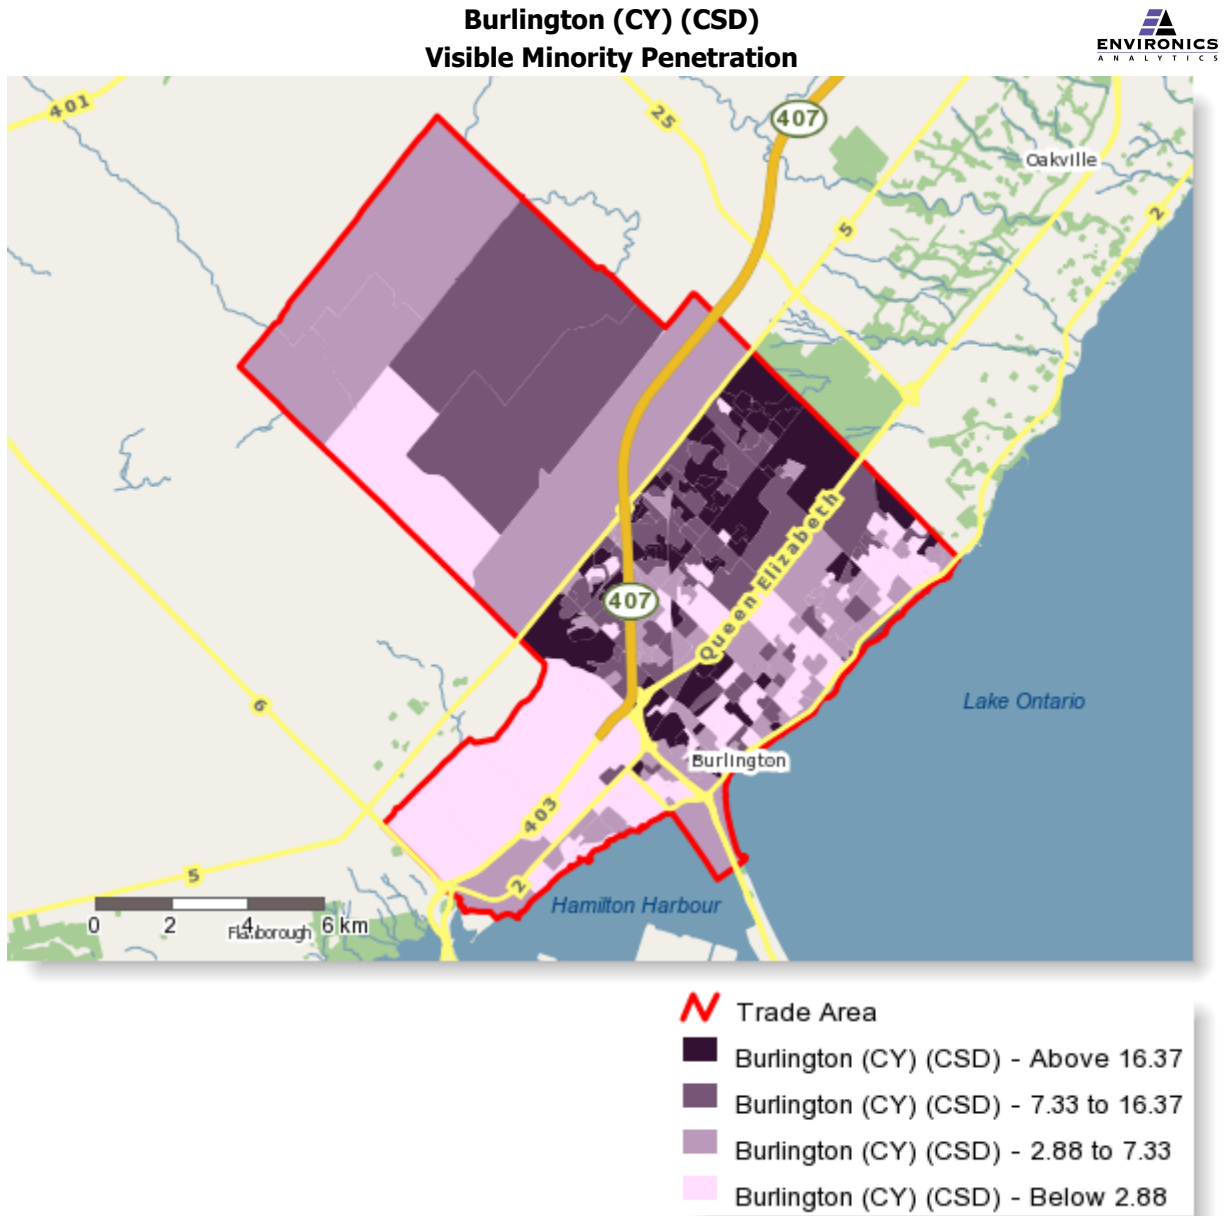 Burlington (CY) (CSD)
Visible Minority Penetration
ENVIRONICS
ANALYTICS
401
25
407
Oakville
5
2
407
Queen Elizabeth
6
Lake Ontario
Burlington
403
5
2
Hamilton Harbour
0 2 4 6 km
Flamborough
Trade Area
Burlington (CY) (CSD) - Above 16.37
Burlington (CY) (CSD) - 7.33 to 16.37
Burlington (CY) (CSD) - 2.88 to 7.33
Burlington (CY) (CSD) - Below 2.88